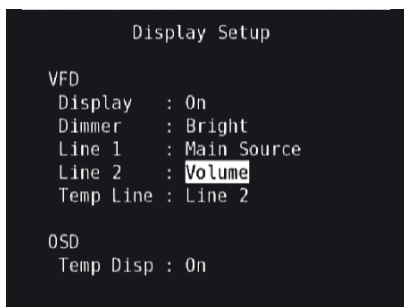 Display Setup
VFD
Display : On
Dimmer : Bright
Line 1 : Main Source
Line 2 : Volume
Temp Line : Line 2
OSD
Temp Disp : On